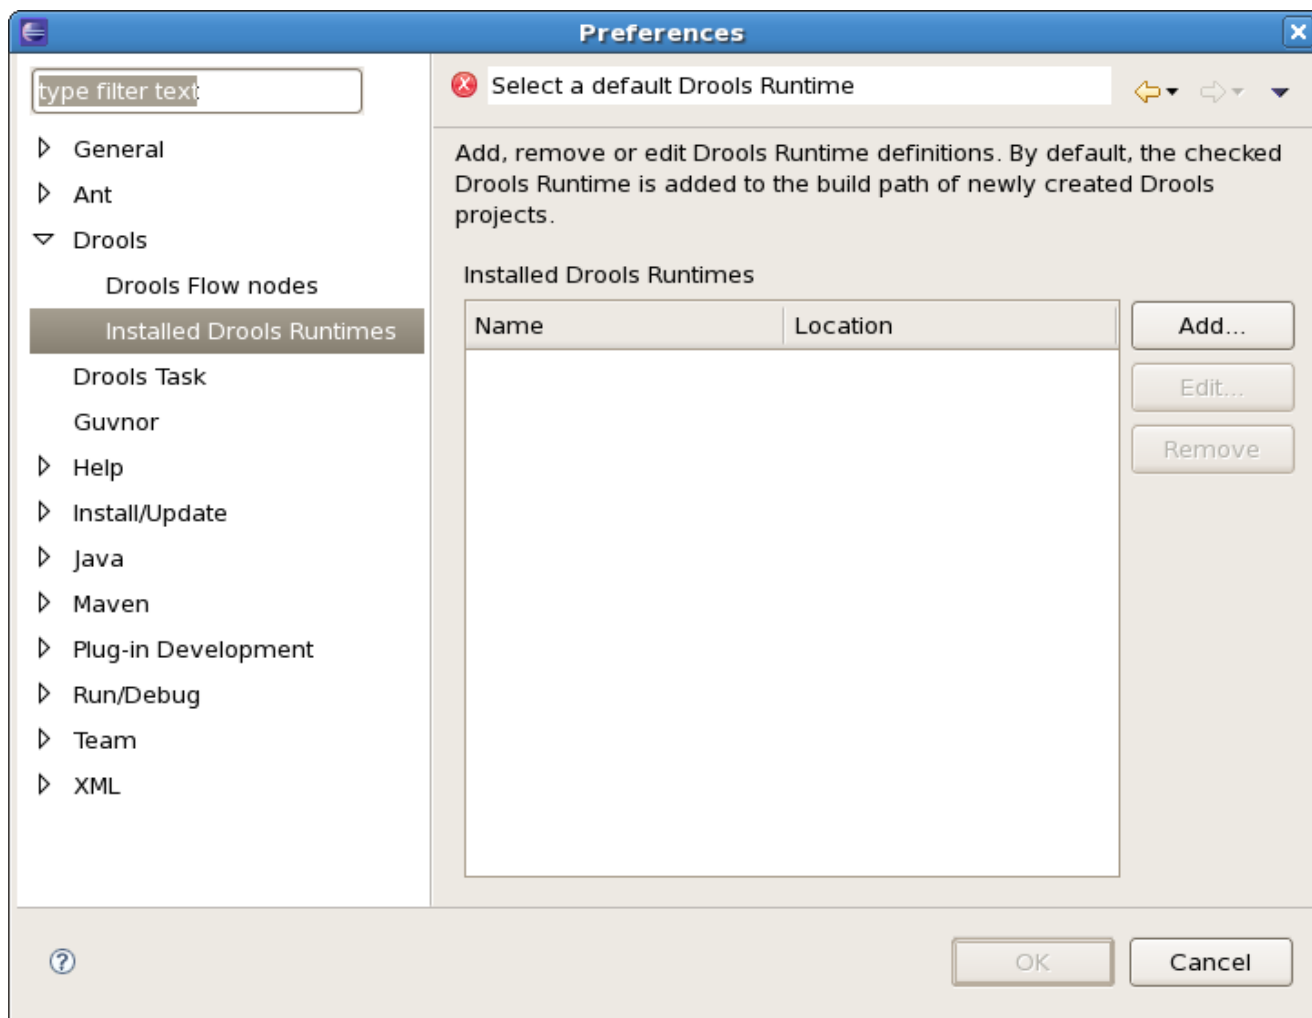 Preferences
type filter text
General
Ant
Drools
Drools Flow nodes
Installed Drools Runtimes
Drools Task
Guvnor
Help
Install/Update
Java
Maven
Plug-in Development
Run/Debug
Team
XML
Select a default Drools Runtime
Add, remove or edit Drools Runtime definitions. By default, the checked
Drools Runtime is added to the build path of newly created Drools
projects.
Installed Drools Runtimes
Name Location
Add...
Edit...
Remove
OK Cancel